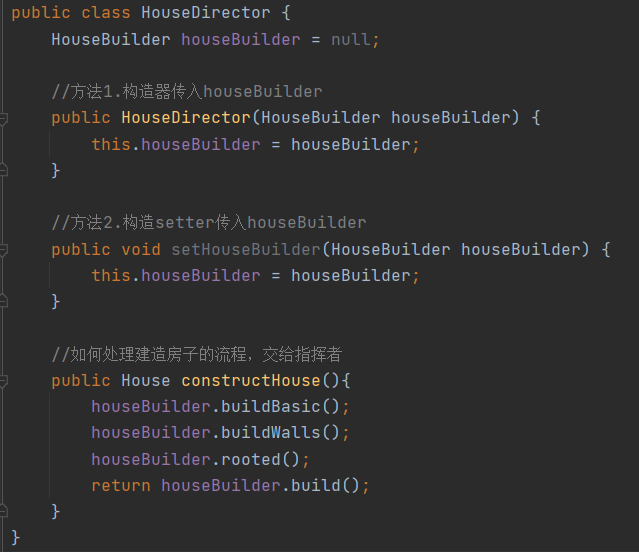 public class HouseDirector {
    HouseBuilder houseBuilder = null;
    //方法1.构造器传入houseBuilder
    public HouseDirector(HouseBuilder houseBuilder) {
        this.houseBuilder = houseBuilder;
    }
    //方法2.构造setter传入houseBuilder
    public void setHouseBuilder(HouseBuilder houseBuilder) {
        this.houseBuilder = houseBuilder;
    }
    //如何处理建造房子的流程，交给指挥者
    public House constructHouse(){
        houseBuilder.buildBasic();
        houseBuilder.buildWalls();
        houseBuilder.rooted();
        return houseBuilder.build();
    }
}